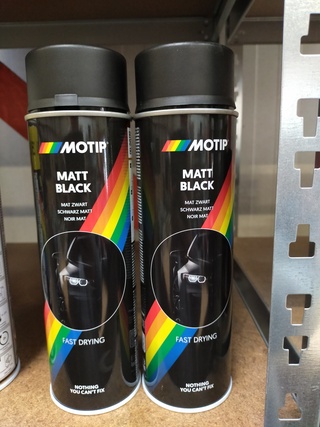 MOTIP
MATT
BLACK
MAT ZWART
SCHWARZ MATT
NOIR MAT
FAST DRYING
NOTHING
YOU CAN'T FIX
MOTIP
MATT
BLACK
MAT ZWART
SCHWARZ MATT
NOIR MAT
FAST DRYING
NOTHING
YOU CAN'T FIX